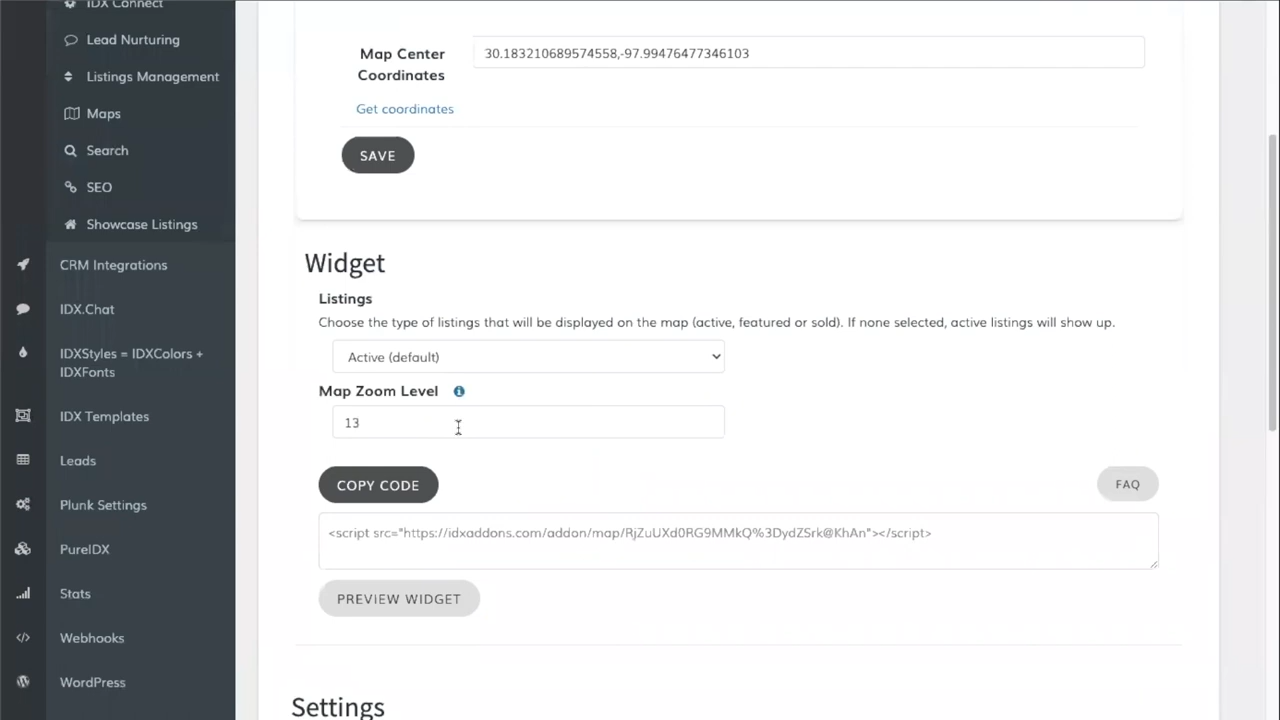 IDX Connect
Lead Nurturing
Listings Management
Maps
Search
SEO
Showcase Listings
CRM Integrations
IDX.Chat
IDXStyles = IDXColors +
IDXFonts
IDX Templates
Leads
Plunk Settings
PureIDX
Stats
Webhooks
WordPress
Map Center
Coordinates
30.183210689574558,-97.99476477346103
Get coordinates
SAVE
Widget
Listings
Choose the type of listings that will be displayed on the map (active, featured or sold). If none selected, active listings will show up.
Active (default)
Map Zoom Level
13
COPY CODE
FAQ
<script src="https://idxaddons.com/addon/map/RjZuUXd0RG9MMkQ%3DydZSrk@KhAn"></script>
PREVIEW WIDGET
Settings